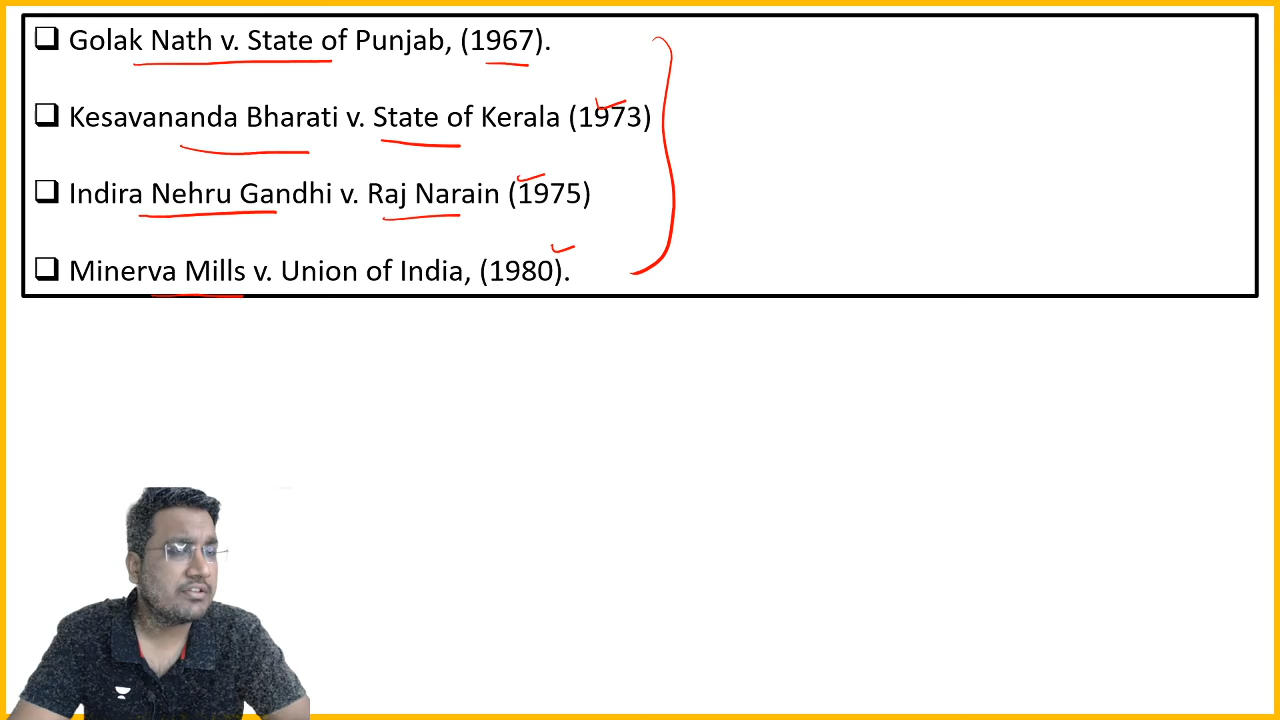 Golak Nath v. State of Punjab, (1967).
Kesavananda Bharati v. State of Kerala (1973)
Indira Nehru Gandhi v. Raj Narain (1975)
Minerva Mills v. Union of India, (1980).